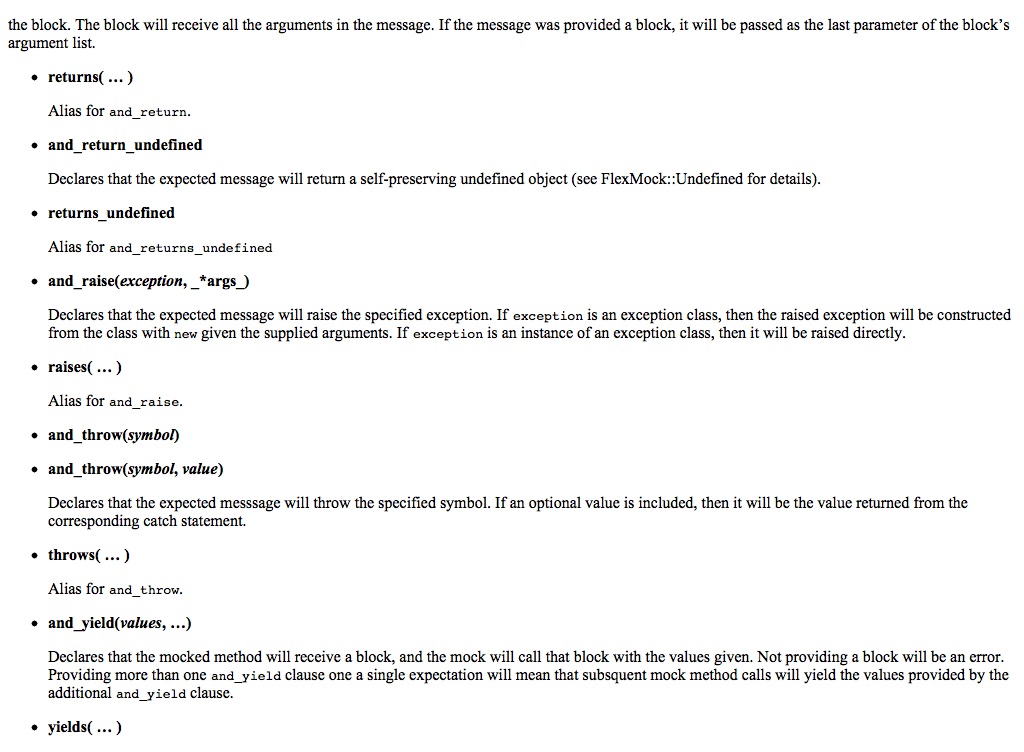 the block. The block will receive all the arguments in the message. If the message was provided a block, it will be passed as the last parameter of the block’s
argument list.
• returns( … )
Alias for and_return.
• and_return_undefined
Declares that the expected message will return a self-preserving undefined object (see FlexMock::Undefined for details).
• returns_undefined
Alias for and_returns_undefined
• and_raise(exception, _*args_)
Declares that the expected message will raise the specified exception. If exception is an exception class, then the raised exception will be constructed
from the class with new given the supplied arguments. If exception is an instance of an exception class, then it will be raised directly.
• raises( … )
Alias for and_raise.
• and_throw(symbol)
• and_throw(symbol, value)
Declares that the expected messsage will throw the specified symbol. If an optional value is included, then it will be the value returned from the
corresponding catch statement.
• throws( … )
Alias for and_throw.
• and_yield(values, …)
Declares that the mocked method will receive a block, and the mock will call that block with the values given. Not providing a block will be an error.
Providing more than one and_yield clause one a single expectation will mean that subsquent mock method calls will yield the values provided by the
additional and_yield clause.
• yields( … )